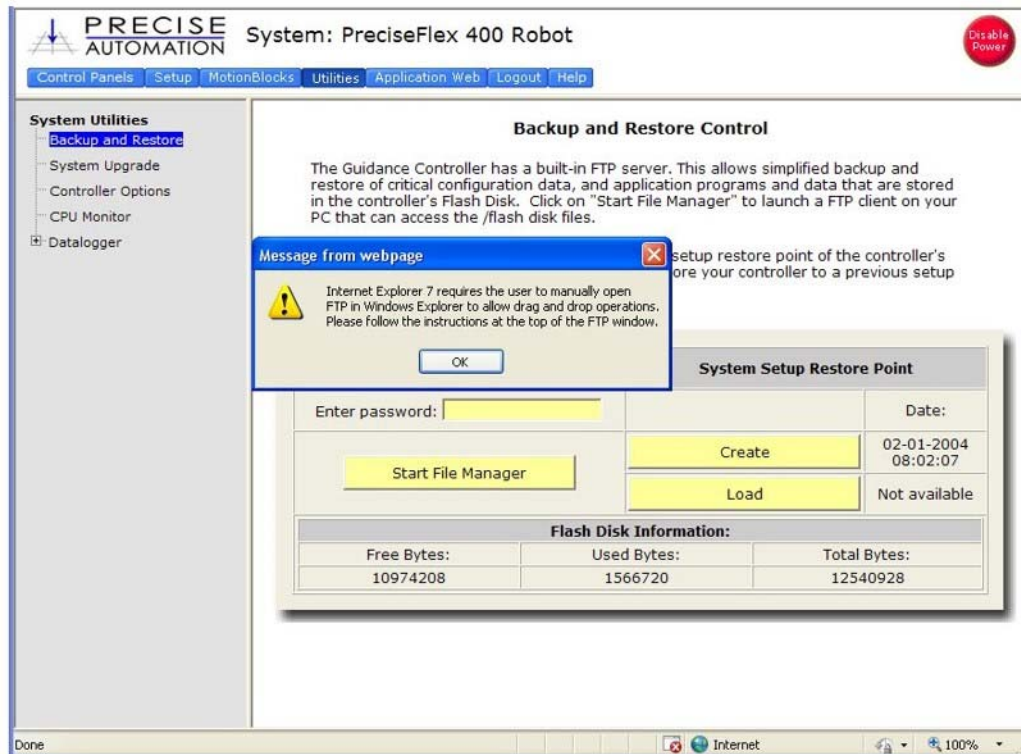 PRECISE
AUTOMATION
System: PreciseFlex 400 Robot
Disable
Power
Control Panels Setup MotionBlocks Utilities Application Web Logout Help
System Utilities
Backup and Restore
System Upgrade
Controller Options
CPU Monitor
Datalogger
Backup and Restore Control
The Guidance Controller has a built-in FTP server. This allows simplified backup and
restore of critical configuration data, and application programs and data that are stored
in the controller's Flash Disk. Click on "Start File Manager" to launch a FTP client on your
PC that can access the /flash disk files.
setup restore point of the controller's
ore your controller to a previous setup
Message from webpage
Internet Explorer 7 requires the user to manually open
FTP in Windows Explorer to allow drag and drop operations.
Please follow the instructions at the top of the FTP window.
OK
System Setup Restore Point
Enter password:
Date:
Start File Manager
Create
02-01-2004
08:02:07
Load
Not available
Flash Disk Information:
Free Bytes: Used Bytes: Total Bytes:
10974208 1566720 12540928
Done
Internet
100%